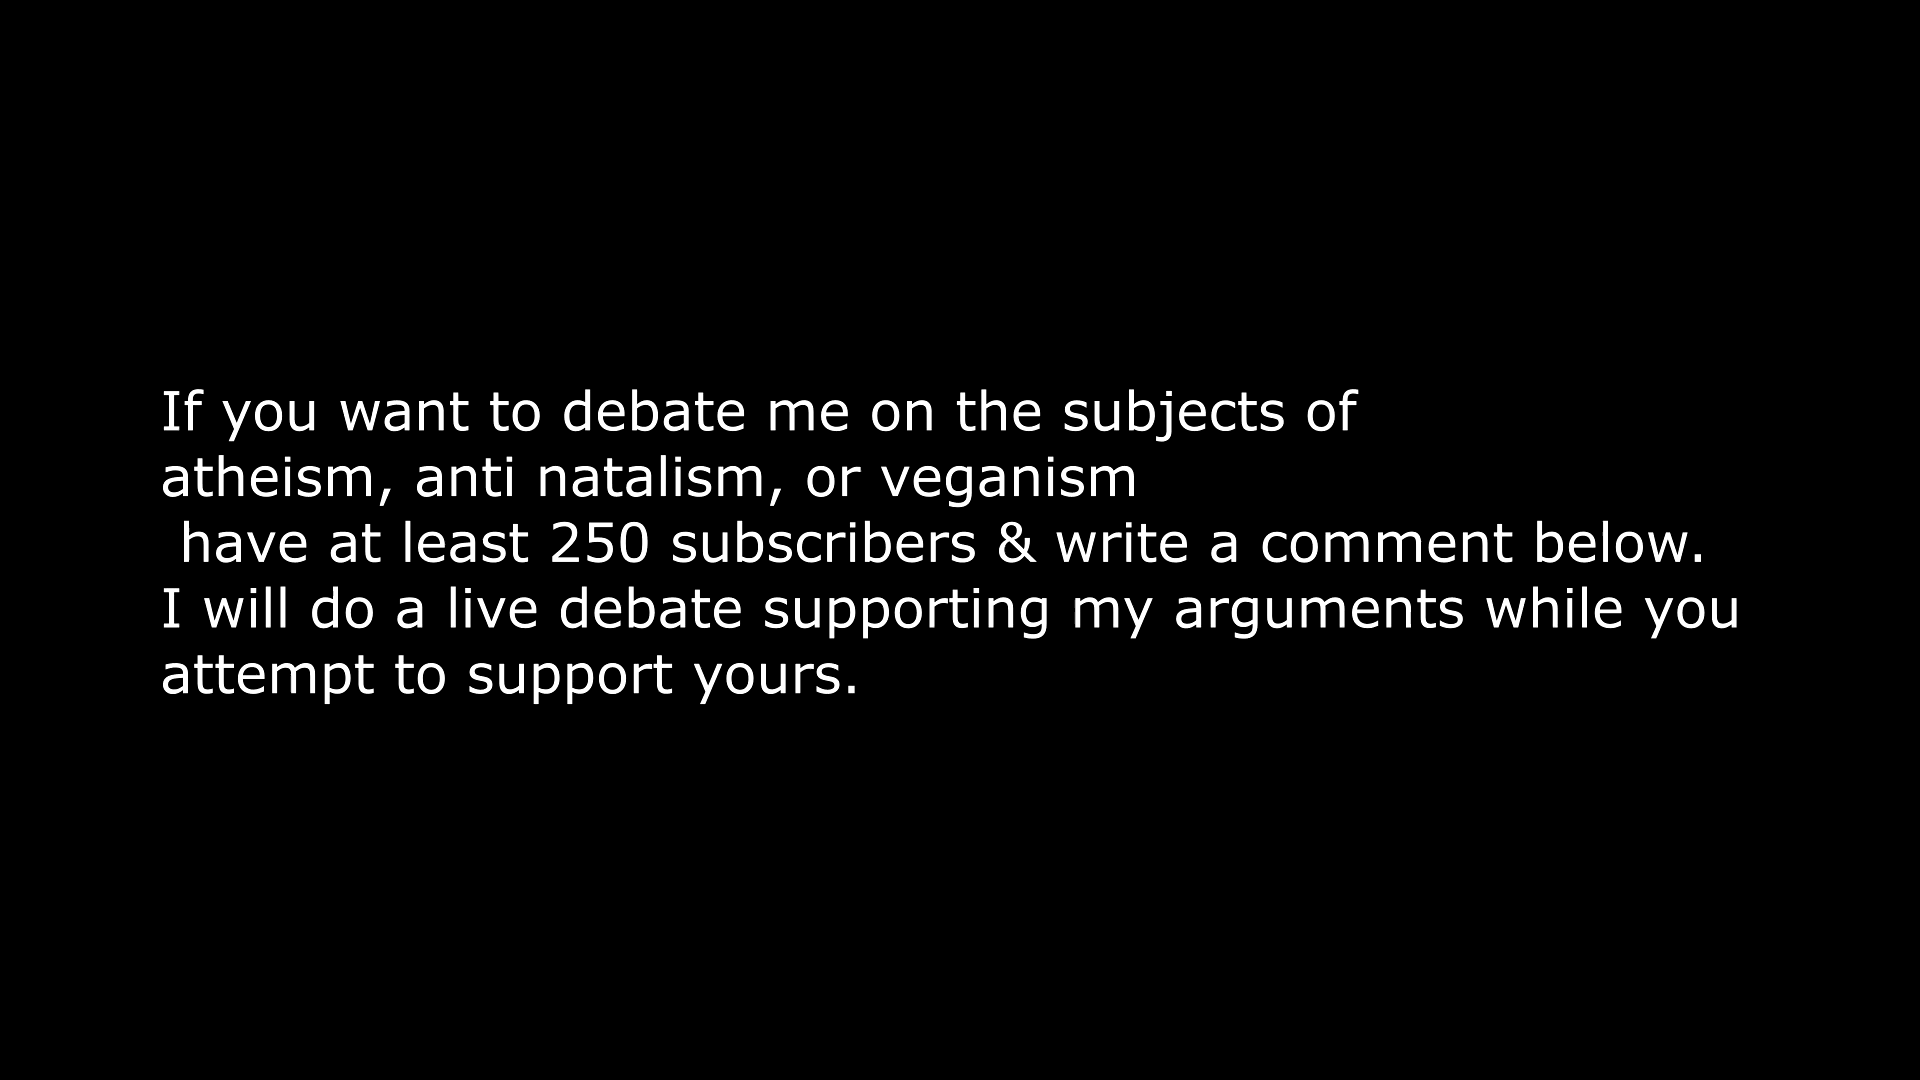 If you want to debate me on the subjects of
atheism, anti natalism, or veganism
have at least 250 subscribers & write a comment below.
I will do a live debate supporting my arguments while you
attempt to support yours.